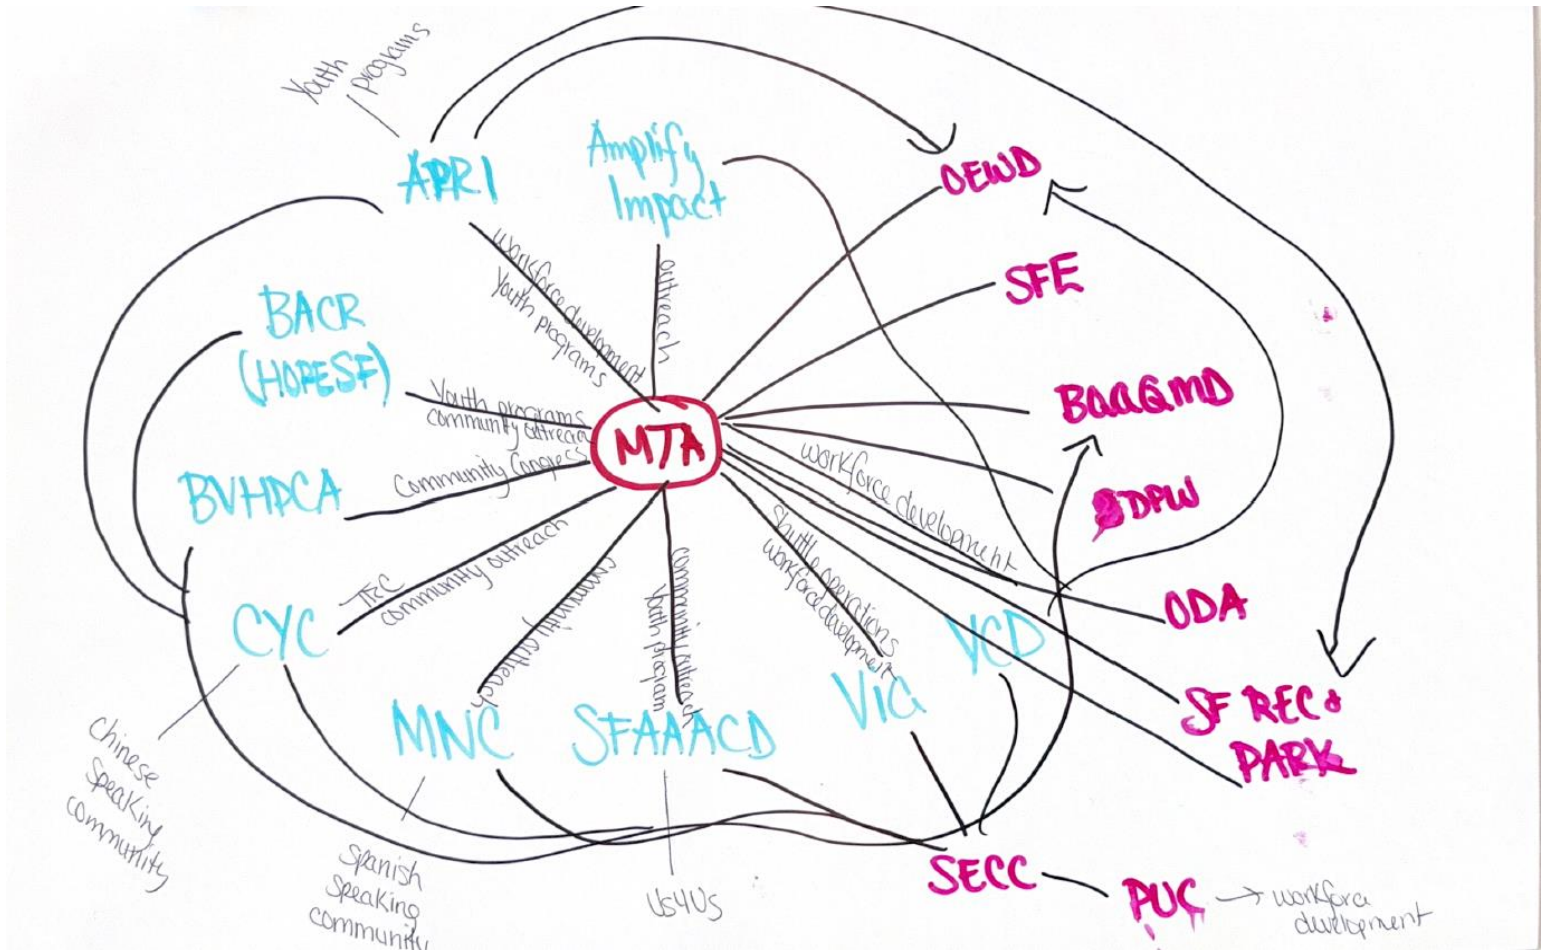 Youth
programs
APRI
Amplify
Impact
OEWD
SFE
BAAQMD
DPW
ODA
SF REC &
PARK
SECC
PUC
workforce
development
BACR
(HOPESF)
BVHPCA
CYC
MNC
SFAAACD
VIG
VCD
MTA
workforce development
Youth programs
outreach
Youth programs
community outreach
Community Congress
community outreach
community outreach
community outreach
Youth program
Shuttle operations
workforce development
workforce development
Chinese
Speaking
community
Spanish
Speaking
community
Us4Us